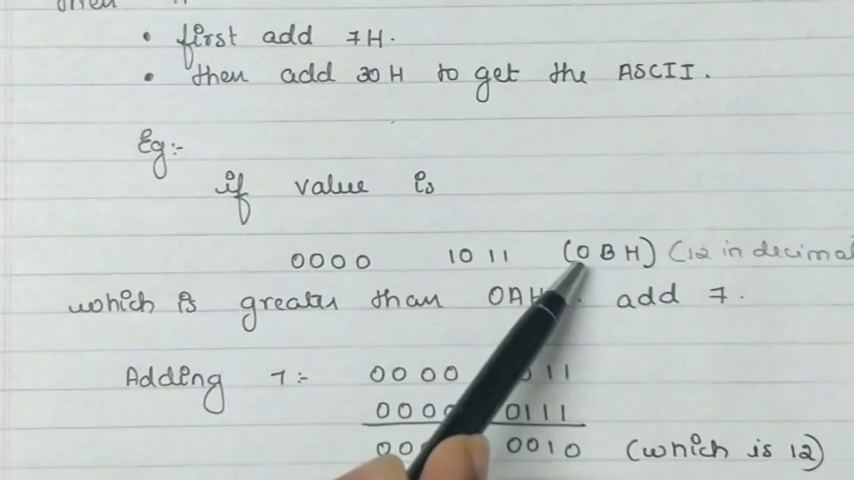 • first add 7H.
• then add 30H to get the ASCII.
Eg:-
if value is
0000 1011 (0BH) (12 in decimal
which is greater than 0AH. add 7.
Adding 7:- 0000 11
0000 0111
00 0010 (which is 12)